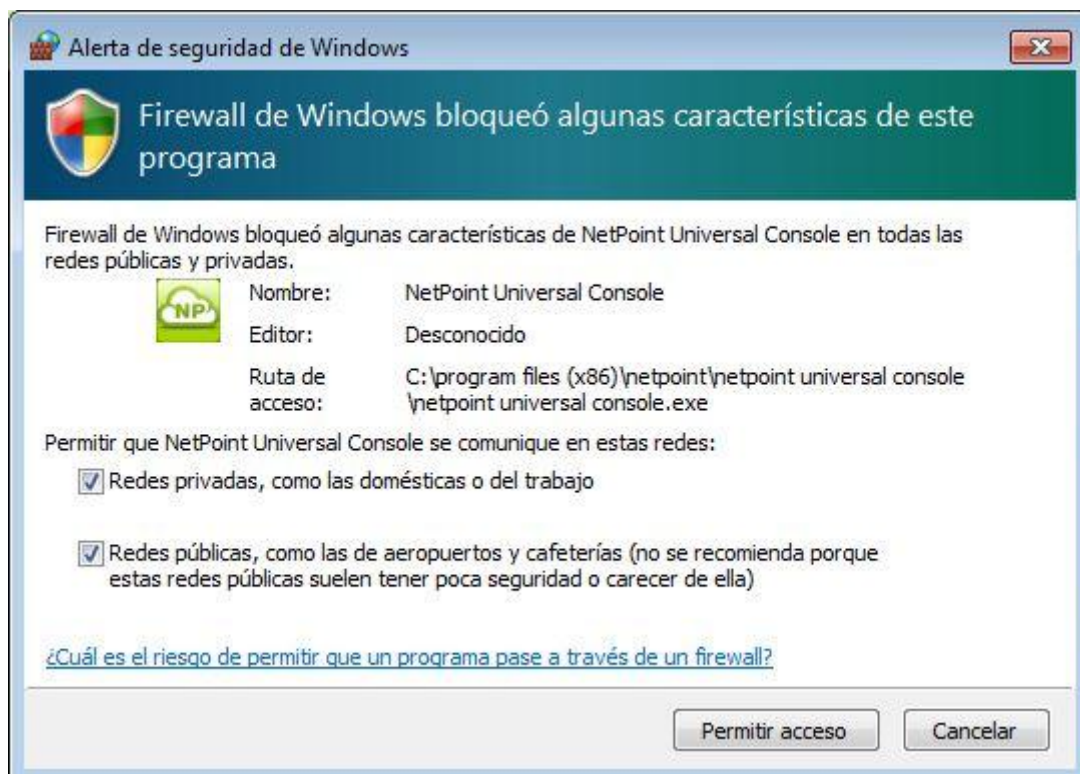 Alerta de seguridad de Windows
Firewall de Windows bloqueó algunas características de este
programa
Firewall de Windows bloqueó algunas características de NetPoint Universal Console en todas las
redes públicas y privadas.
NP
Nombre: NetPoint Universal Console
Editor: Desconocido
Ruta de acceso: C:\program files (x86)\netpoint\netpoint universal console
\netpoint universal console.exe
Permitir que NetPoint Universal Console se comunique en estas redes:
Redes privadas, como las domésticas o del trabajo
Redes públicas, como las de aeropuertos y cafeterías (no se recomienda porque
estas redes públicas suelen tener poca seguridad o carecer de ella)
¿Cuál es el riesgo de permitir que un programa pase a través de un firewall?
Permitir acceso Cancelar